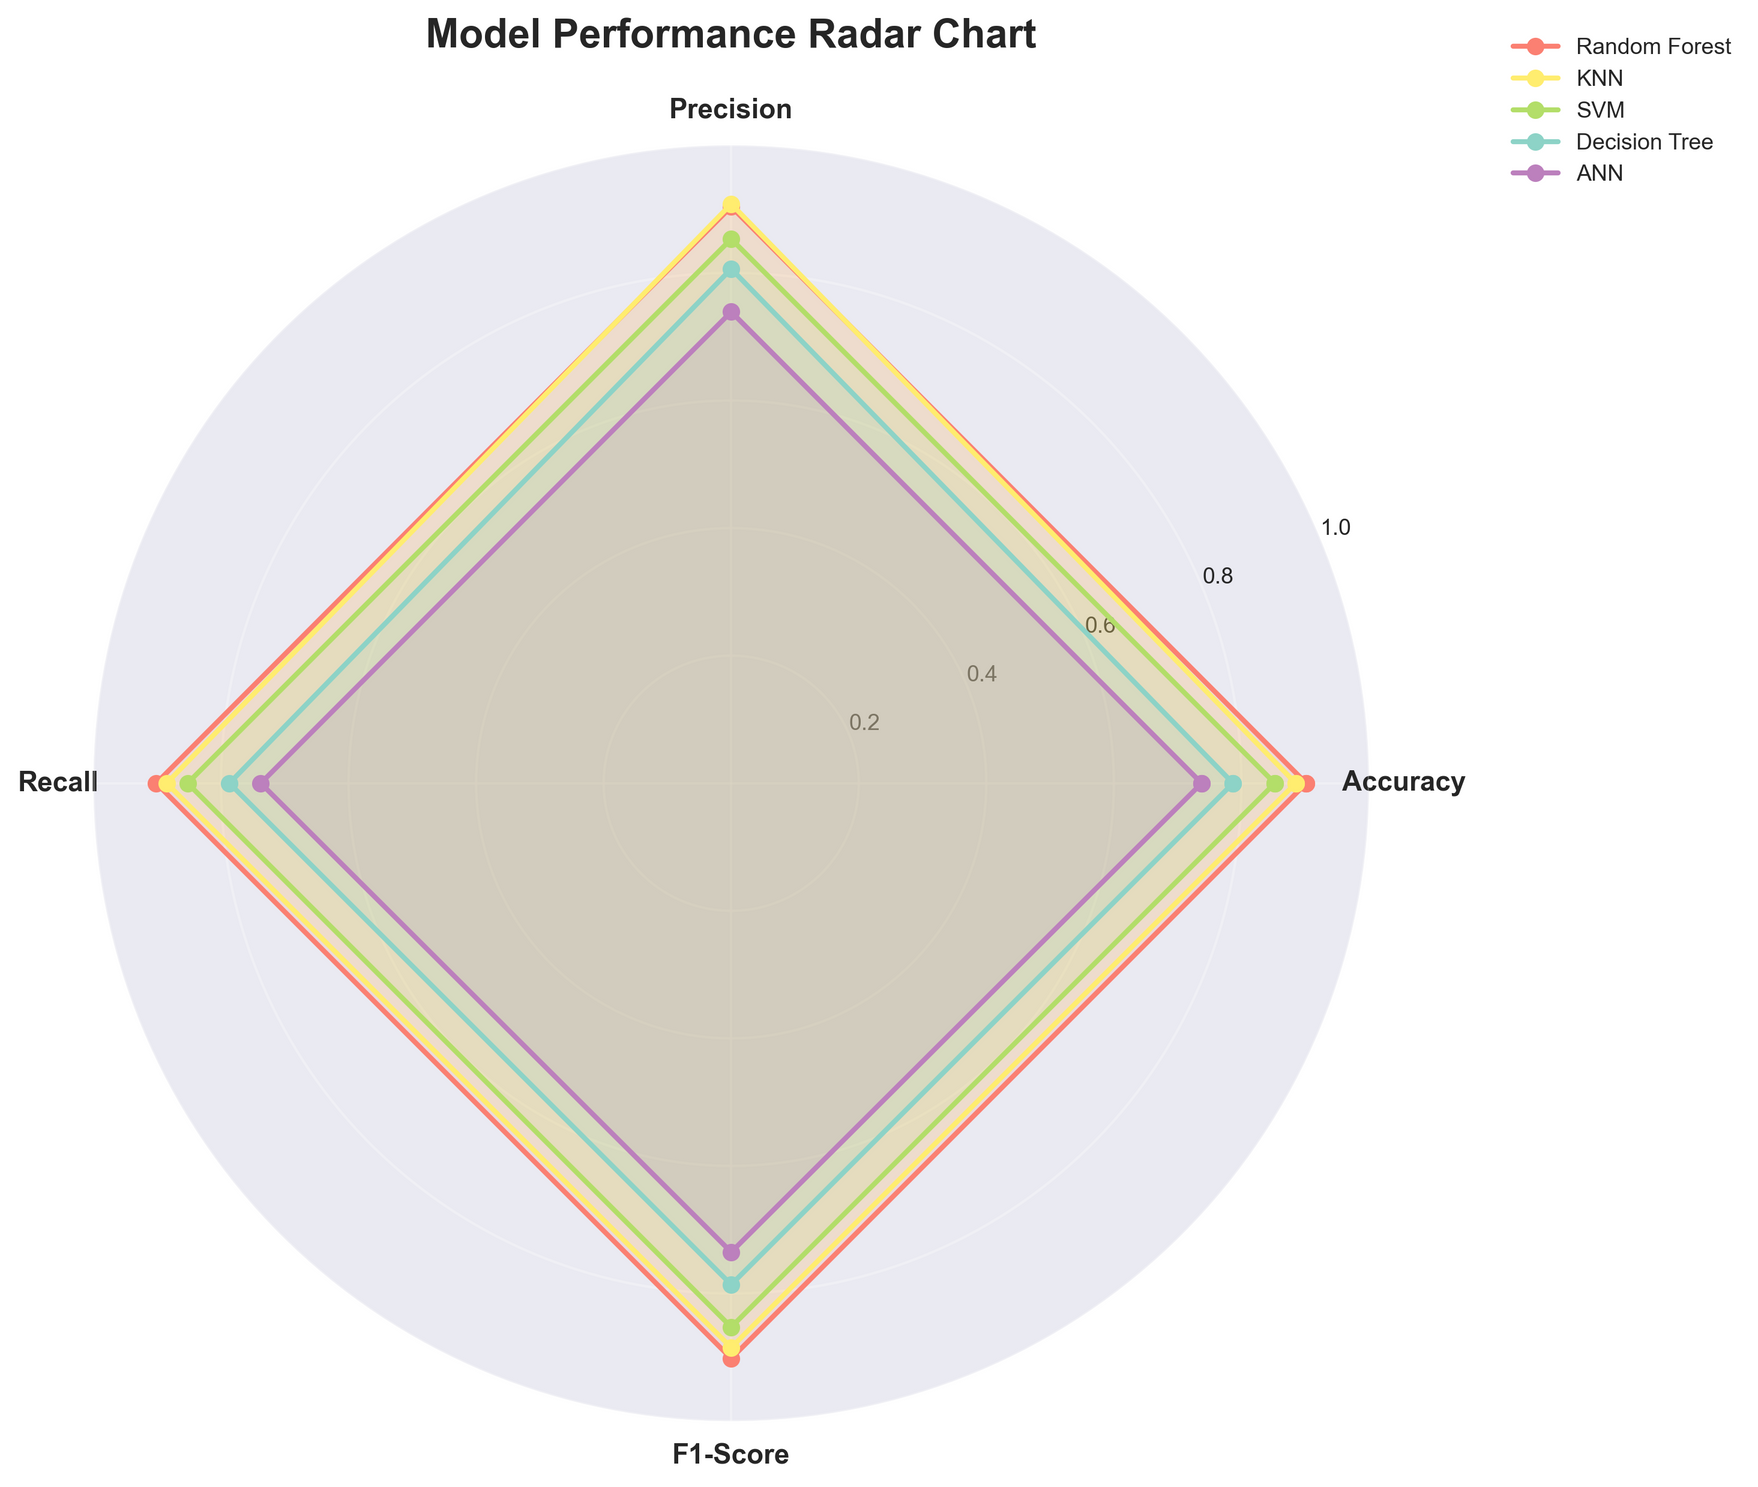 Model Performance Radar Chart
Random Forest
KNN
SVM
Decision Tree
ANN
Precision
1.0
0.8
0.6
0.4
0.2
Recall
Accuracy
F1-Score